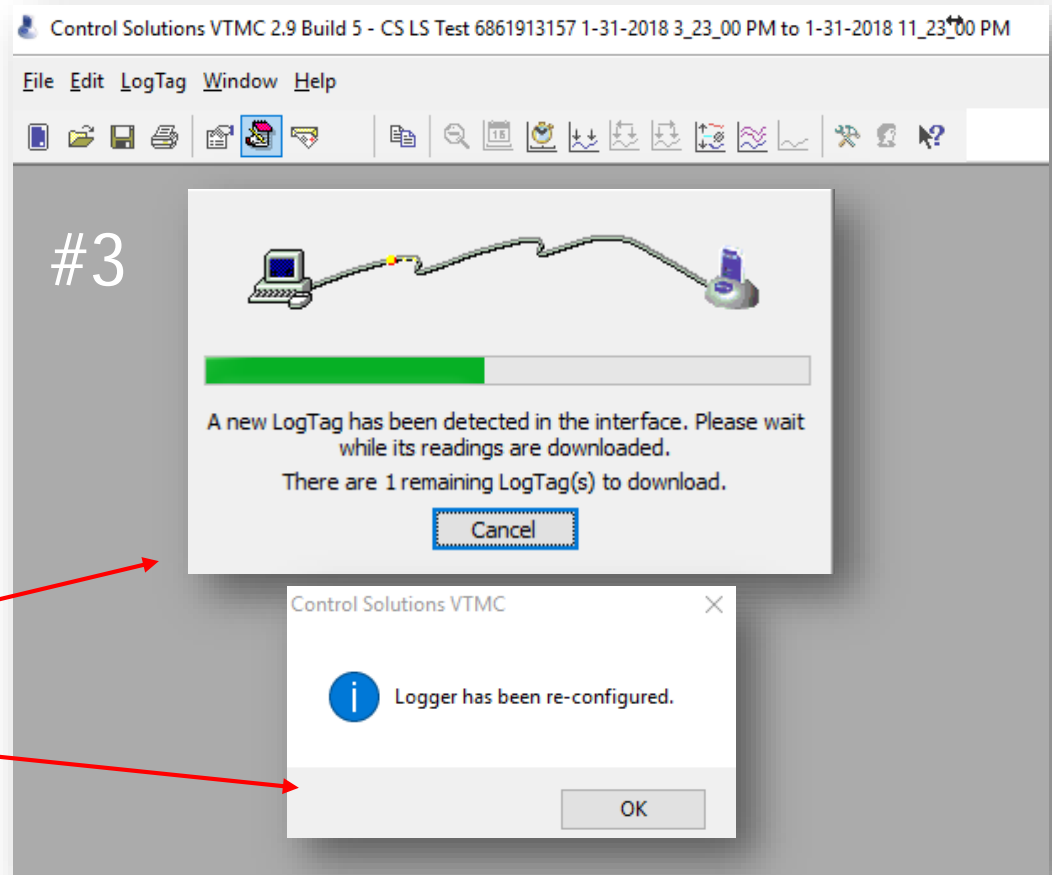 Control Solutions VTMC 2.9 Build 5 - CS LS Test 6861913157 1-31-2018 3_23_00 PM to 1-31-2018 11_23_00 PM
File Edit LogTag Window Help
15
#3
A new LogTag has been detected in the interface. Please wait
while its readings are downloaded.
There are 1 remaining LogTag(s) to download.
Cancel
Control Solutions VTMC
Logger has been re-configured.
OK